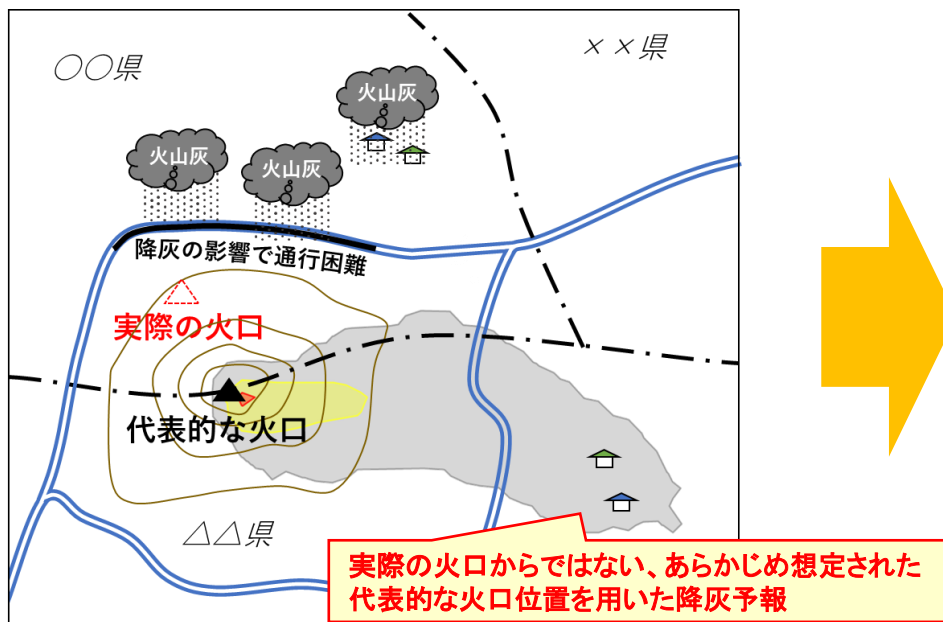 ○○県
××県
火山灰
火山灰
火山灰
降灰の影響で通行困難
実際の火口
代表的な火口
△△県
実際の火口からではない、あらかじめ想定された
代表的な火口位置を用いた降灰予報